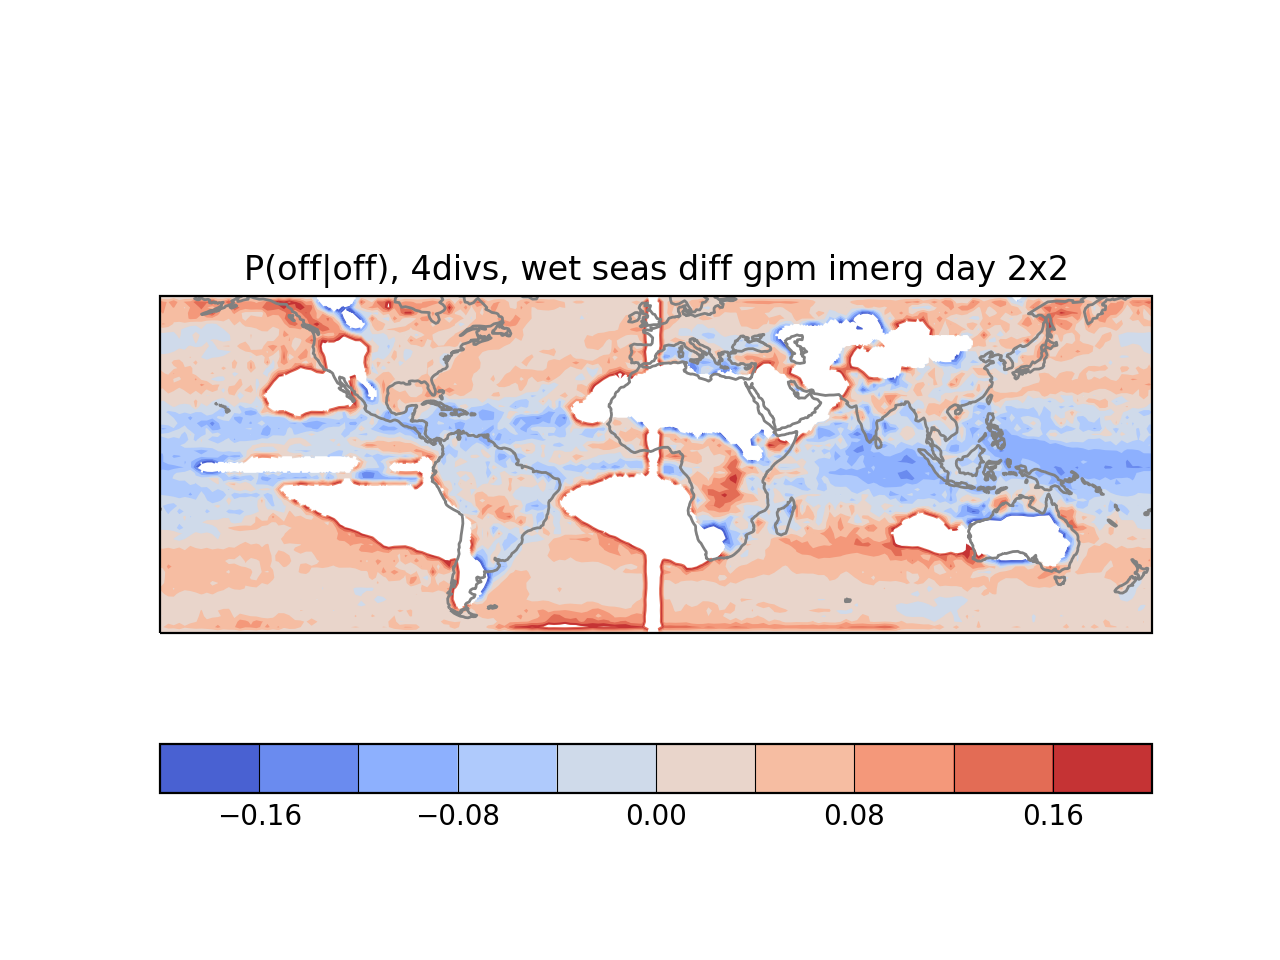 P(off|off), 4divs, wet seas diff gpm imerg day 2x2
−0.16 −0.08 0.00 0.08 0.16